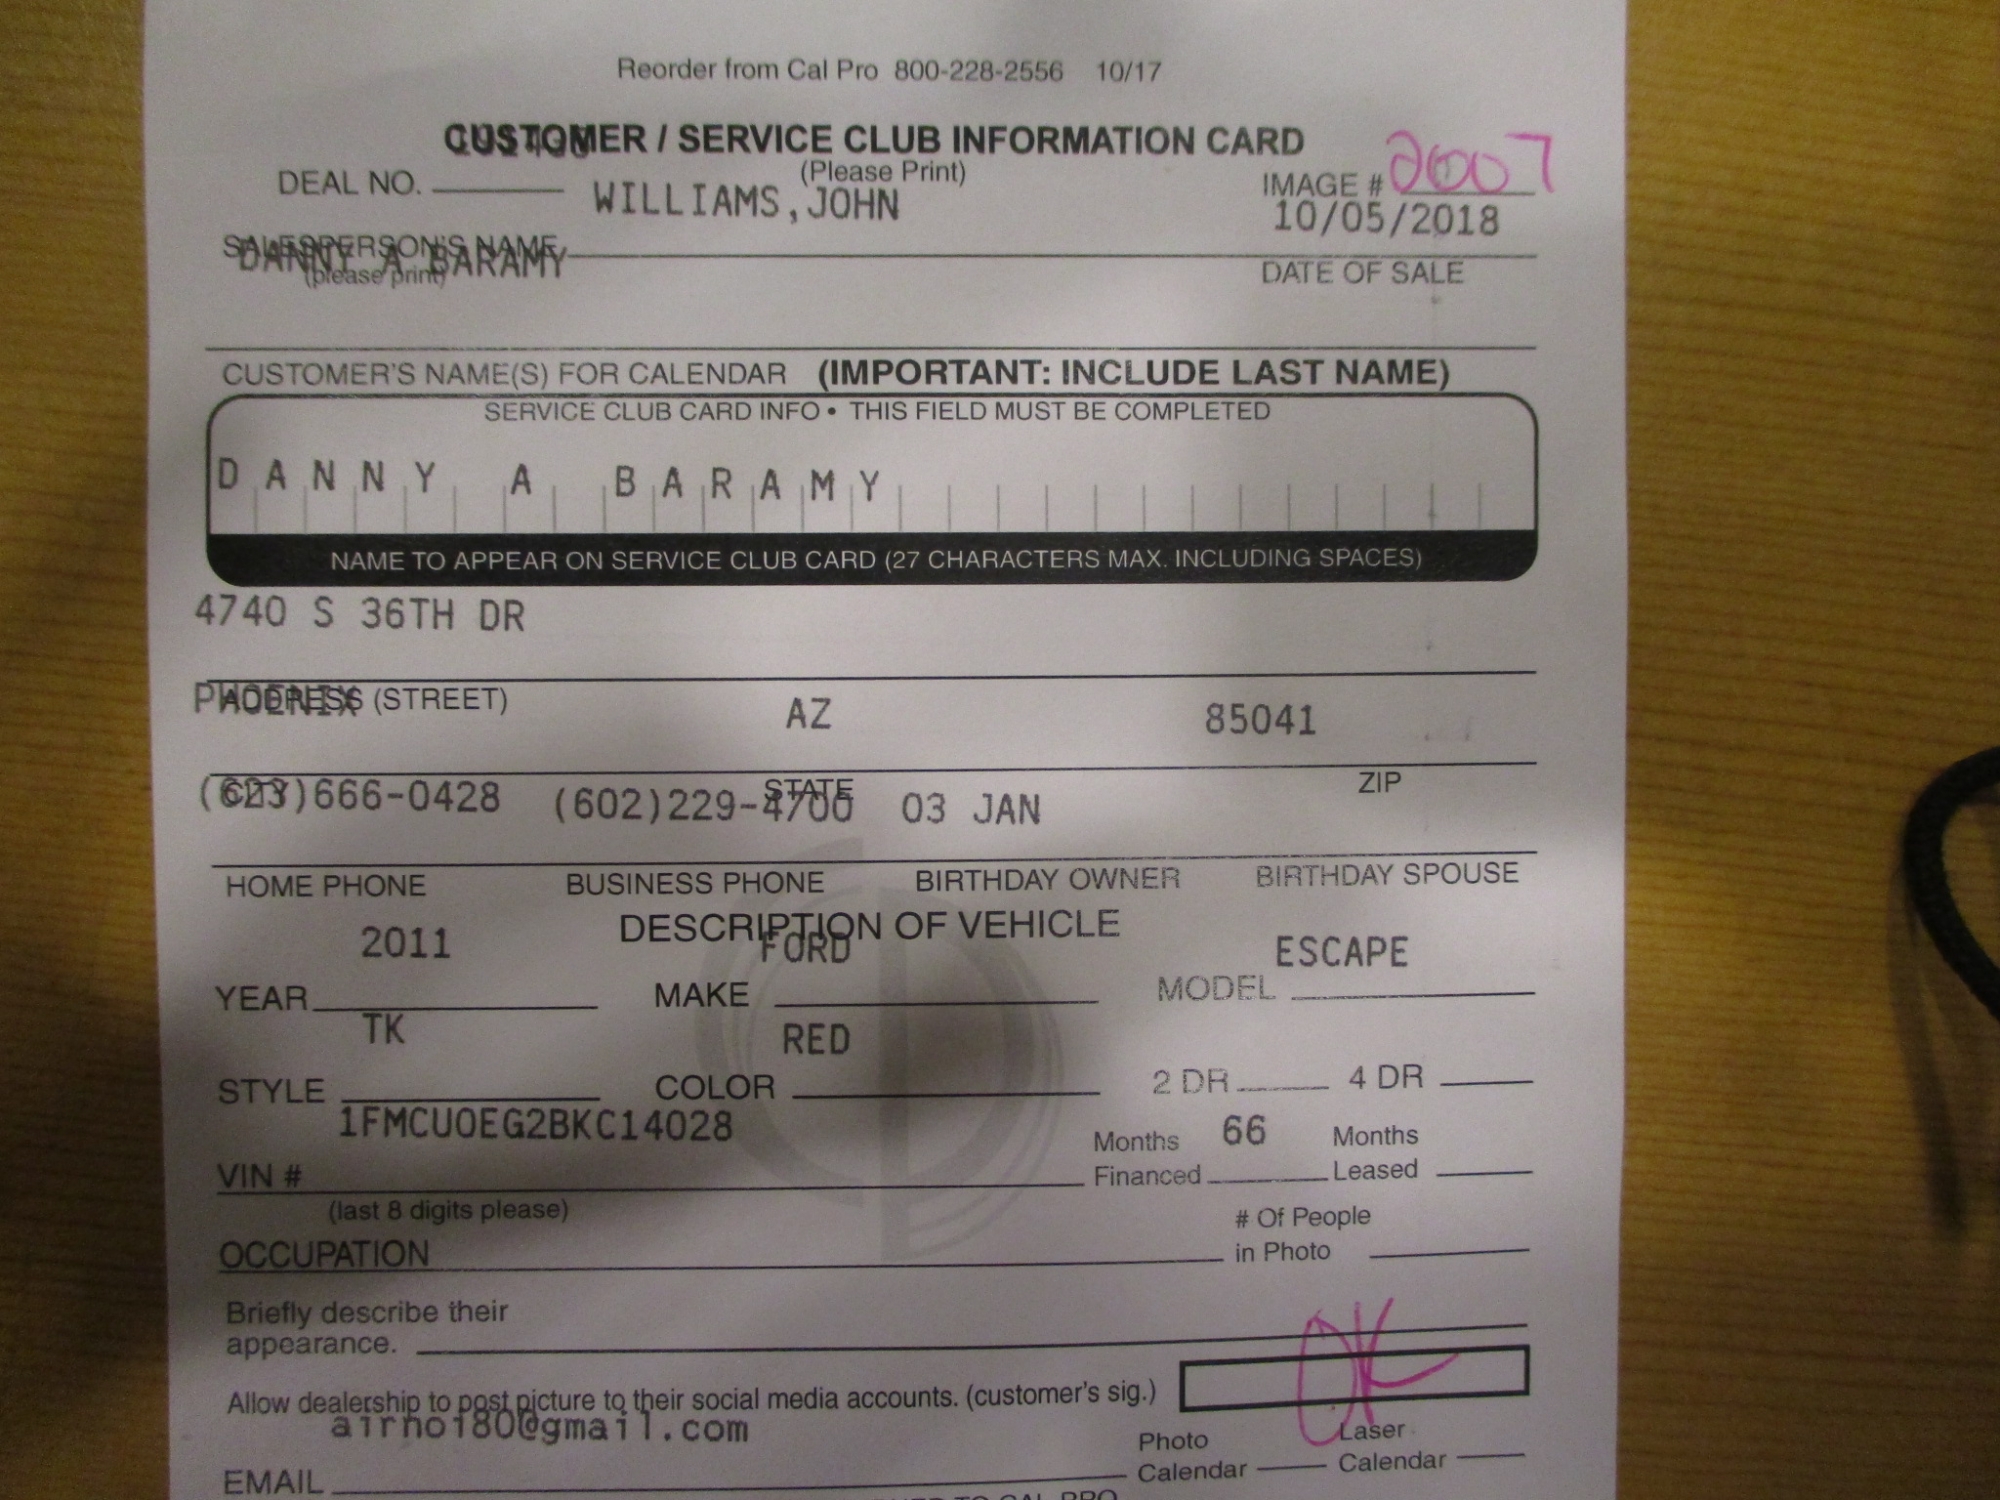 Reorder from Cal Pro 800-228-2556 10/17
CUSTOMER / SERVICE CLUB INFORMATION CARD
(Please Print)
DEAL NO.
WILLIAMS,JOHN
IMAGE # 2007
10/05/2018
SALESPERSON'S NAME
(please print)
DANNY A BARAMY
DATE OF SALE
CUSTOMER'S NAME(S) FOR CALENDAR (IMPORTANT: INCLUDE LAST NAME)
SERVICE CLUB CARD INFO • THIS FIELD MUST BE COMPLETED
DANNY A BARAMY
NAME TO APPEAR ON SERVICE CLUB CARD (27 CHARACTERS MAX. INCLUDING SPACES)
4740 S 36TH DR
ADDRESS (STREET)
PHOENIX AZ 85041
CITY STATE ZIP
(623)666-0428 (602)229-4700 03 JAN
HOME PHONE BUSINESS PHONE BIRTHDAY OWNER BIRTHDAY SPOUSE
DESCRIPTION OF VEHICLE
2011 FORD ESCAPE
YEAR MAKE MODEL
TK RED
STYLE COLOR 2 DR 4 DR
1FMCU0EG2BKC14028
VIN #
(last 8 digits please)
Months Financed 66 Months Leased
OCCUPATION
# Of People in Photo
Briefly describe their
appearance.
Allow dealership to post picture to their social media accounts. (customer's sig.) OK
airnoi80@gmail.com
EMAIL
Photo Calendar Laser Calendar